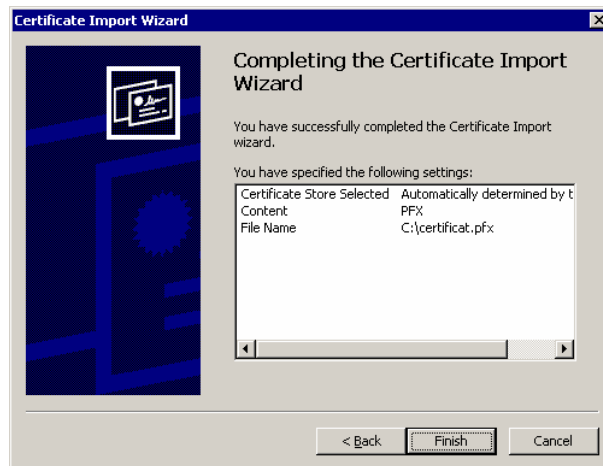 Certificate Import Wizard
Completing the Certificate Import
Wizard
You have successfully completed the Certificate Import
wizard.
You have specified the following settings:
Certificate Store Selected Automatically determined by t
Content PFX
File Name C:\certificat.pfx
< Back Finish Cancel